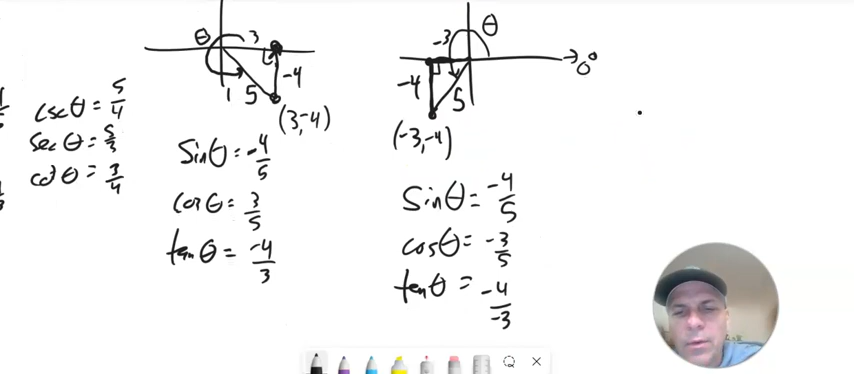 csc θ = 5/4
sec θ = 5/3
cot θ = 3/4
θ
3
-4
5
(3,-4)
sin θ = -4/5
cos θ = 3/5
tan θ = -4/3
θ
-3
0°
-4
5
(-3,-4)
sin θ = -4/5
cos θ = -3/5
tan θ = -4/-3